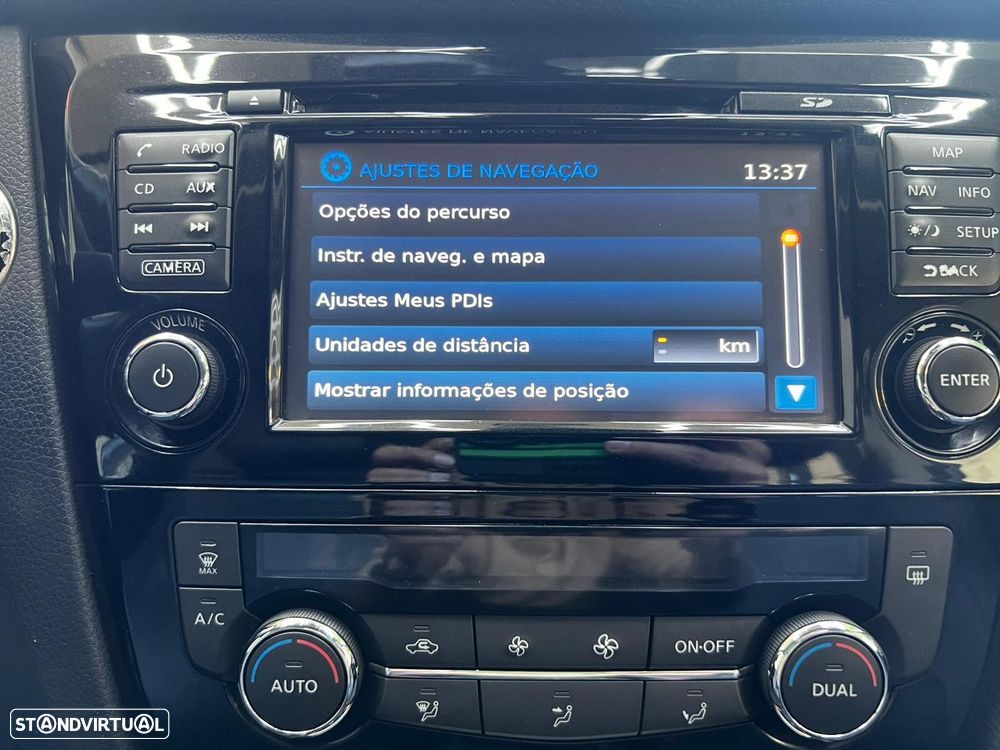 SD
RADIO
CD AUX
CAMERA
VOLUME
AJUSTES DE NAVEGAÇÃO 13:37
Opções do percurso
Instr. de naveg. e mapa
Ajustes Meus PDIs
Unidades de distância km
Mostrar informações de posição
MAP
NAV INFO
SETUP
BACK
ENTER
MAX
A/C
AUTO
ON·OFF
DUAL
STANDVIRTUAL